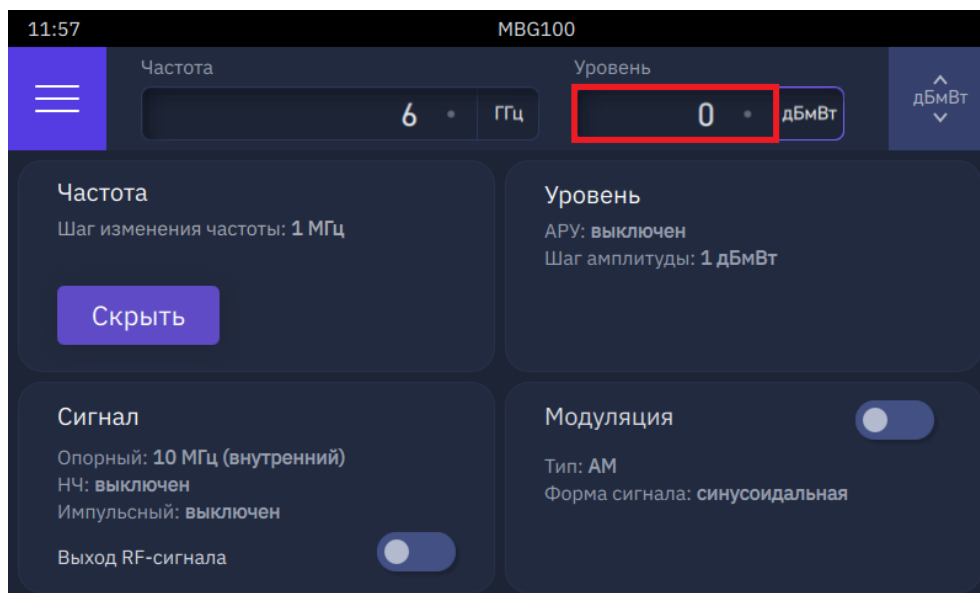 11:57 MBG100
Частота Уровень
6 ГГц 0 дБмВт
дБмВт
Частота
Шаг изменения частоты: 1 МГц
Скрыть
Уровень
АРУ: выключен
Шаг амплитуды: 1 дБмВт
Сигнал
Опорный: 10 МГц (внутренний)
НЧ: выключен
Импульсный: выключен
Выход RF-сигнала
Модуляция
Тип: AM
Форма сигнала: синусоидальная